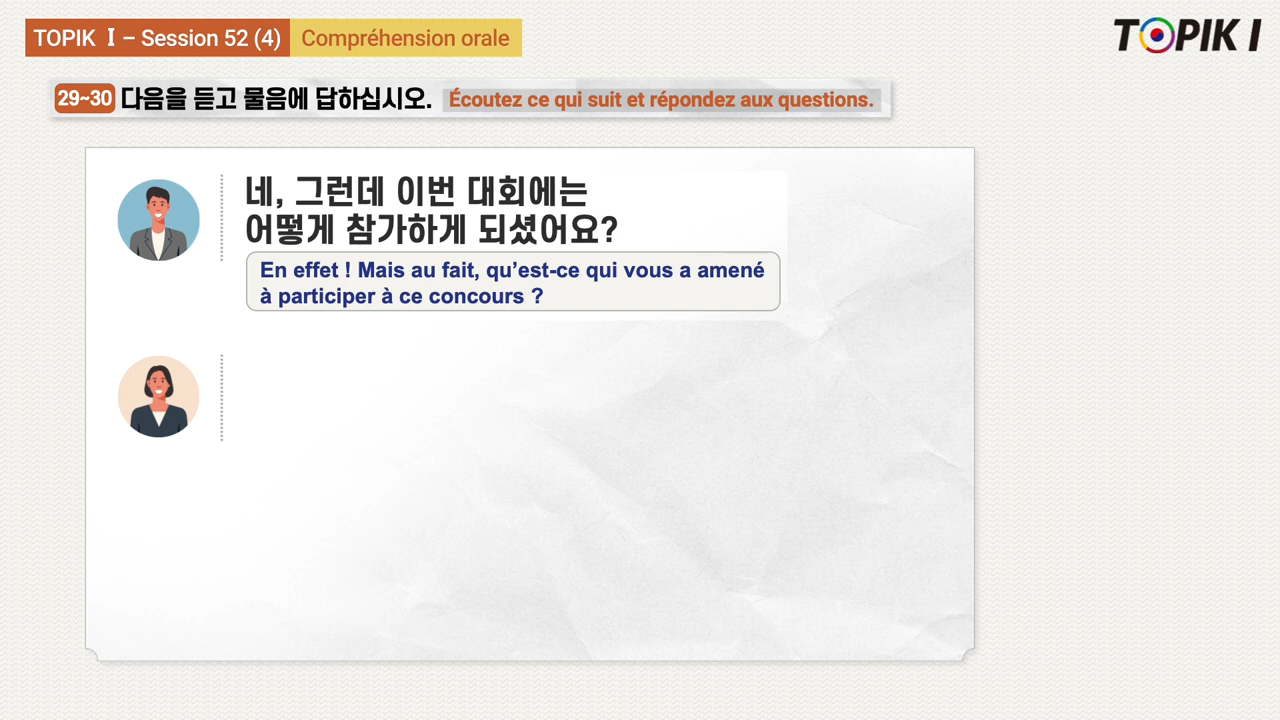 TOPIK Ⅰ – Session 52 (4) Compréhension orale
TOPIK I
29~30 다음을 듣고 물음에 답하십시오. Écoutez ce qui suit et répondez aux questions.
네, 그런데 이번 대회에는
어떻게 참가하게 되셨어요?
En effet ! Mais au fait, qu’est-ce qui vous a amené
à participer à ce concours ?